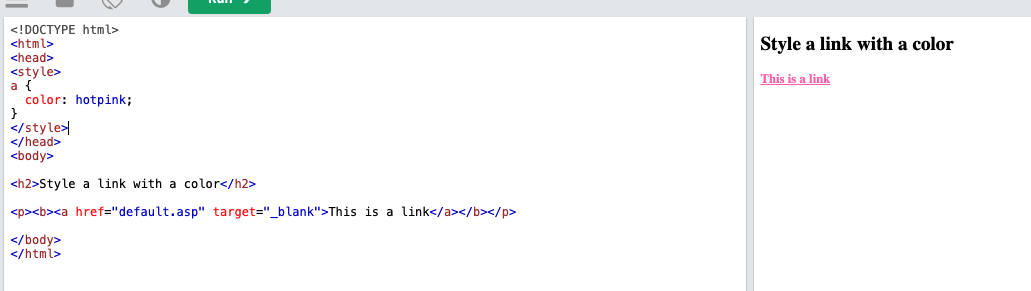 Run
<!DOCTYPE html>
<html>
<head>
<style>
a {
  color: hotpink;
}
</style>
</head>
<body>

<h2>Style a link with a color</h2>

<p><b><a href="default.asp" target="_blank">This is a link</a></b></p>

</body>
</html>
Style a link with a color
This is a link